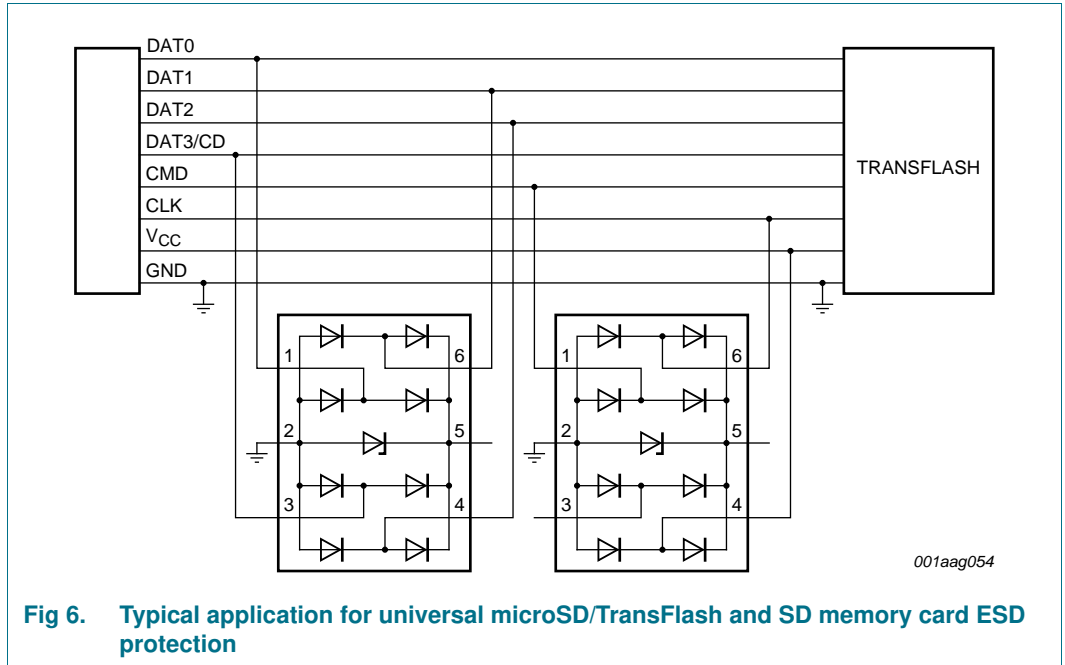 DAT0
DAT1
DAT2
DAT3/CD
CMD
CLK
VCC
GND
TRANSFLASH
1
6
2
5
3
4
1
6
2
5
3
4
001aag054
Fig 6. Typical application for universal microSD/TransFlash and SD memory card ESD
protection